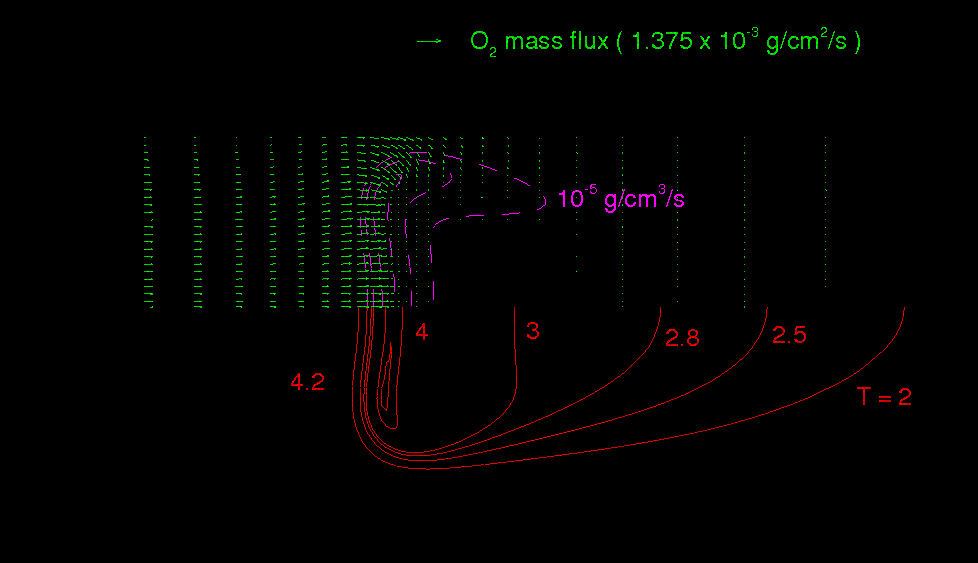 O₂ mass flux ( 1.375 x 10⁻³ g/cm²/s )
10⁻⁵ g/cm³/s
4
3
2.8
2.5
4.2
T = 2